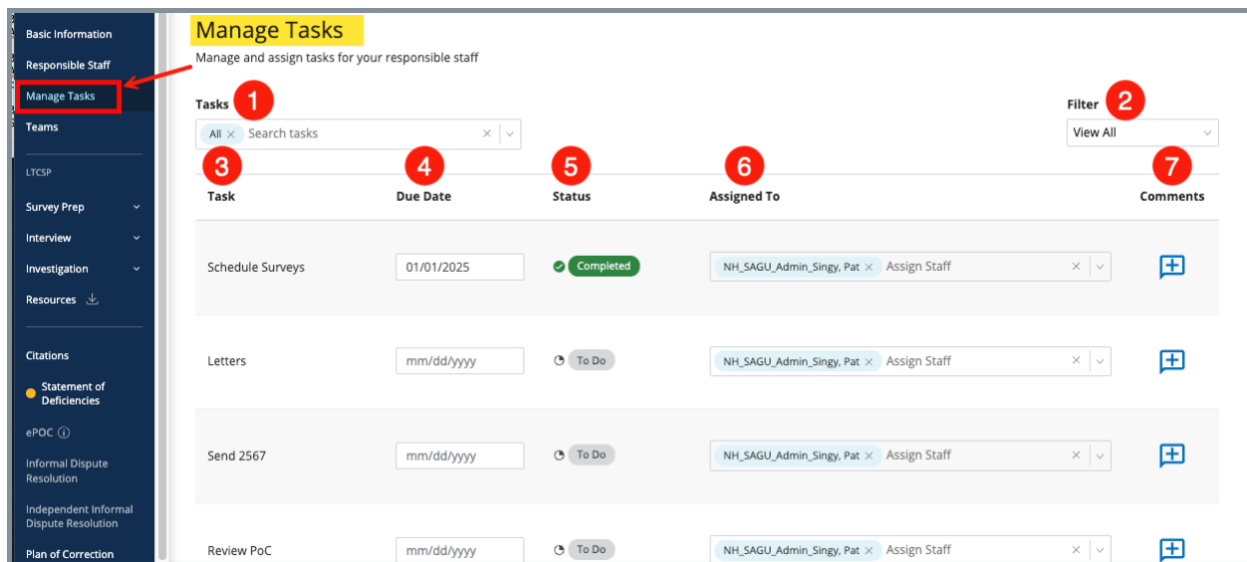 Basic Information
Responsible Staff
Manage Tasks
Teams
LTCSP
Survey Prep
Interview
Investigation
Resources
Citations
Statement of
Deficiencies
ePOC
Informal Dispute
Resolution
Independent Informal
Dispute Resolution
Plan of Correction
Manage Tasks
Manage and assign tasks for your responsible staff
Tasks 1
Filter 2
All × Search tasks
View All
3 4 5 6 7
Task Due Date Status Assigned To Comments
Schedule Surveys 01/01/2025 Completed NH_SAGU_Admin_Singy, Pat × Assign Staff
Letters mm/dd/yyyy To Do NH_SAGU_Admin_Singy, Pat × Assign Staff
Send 2567 mm/dd/yyyy To Do NH_SAGU_Admin_Singy, Pat × Assign Staff
Review PoC mm/dd/yyyy To Do NH_SAGU_Admin_Singy, Pat × Assign Staff